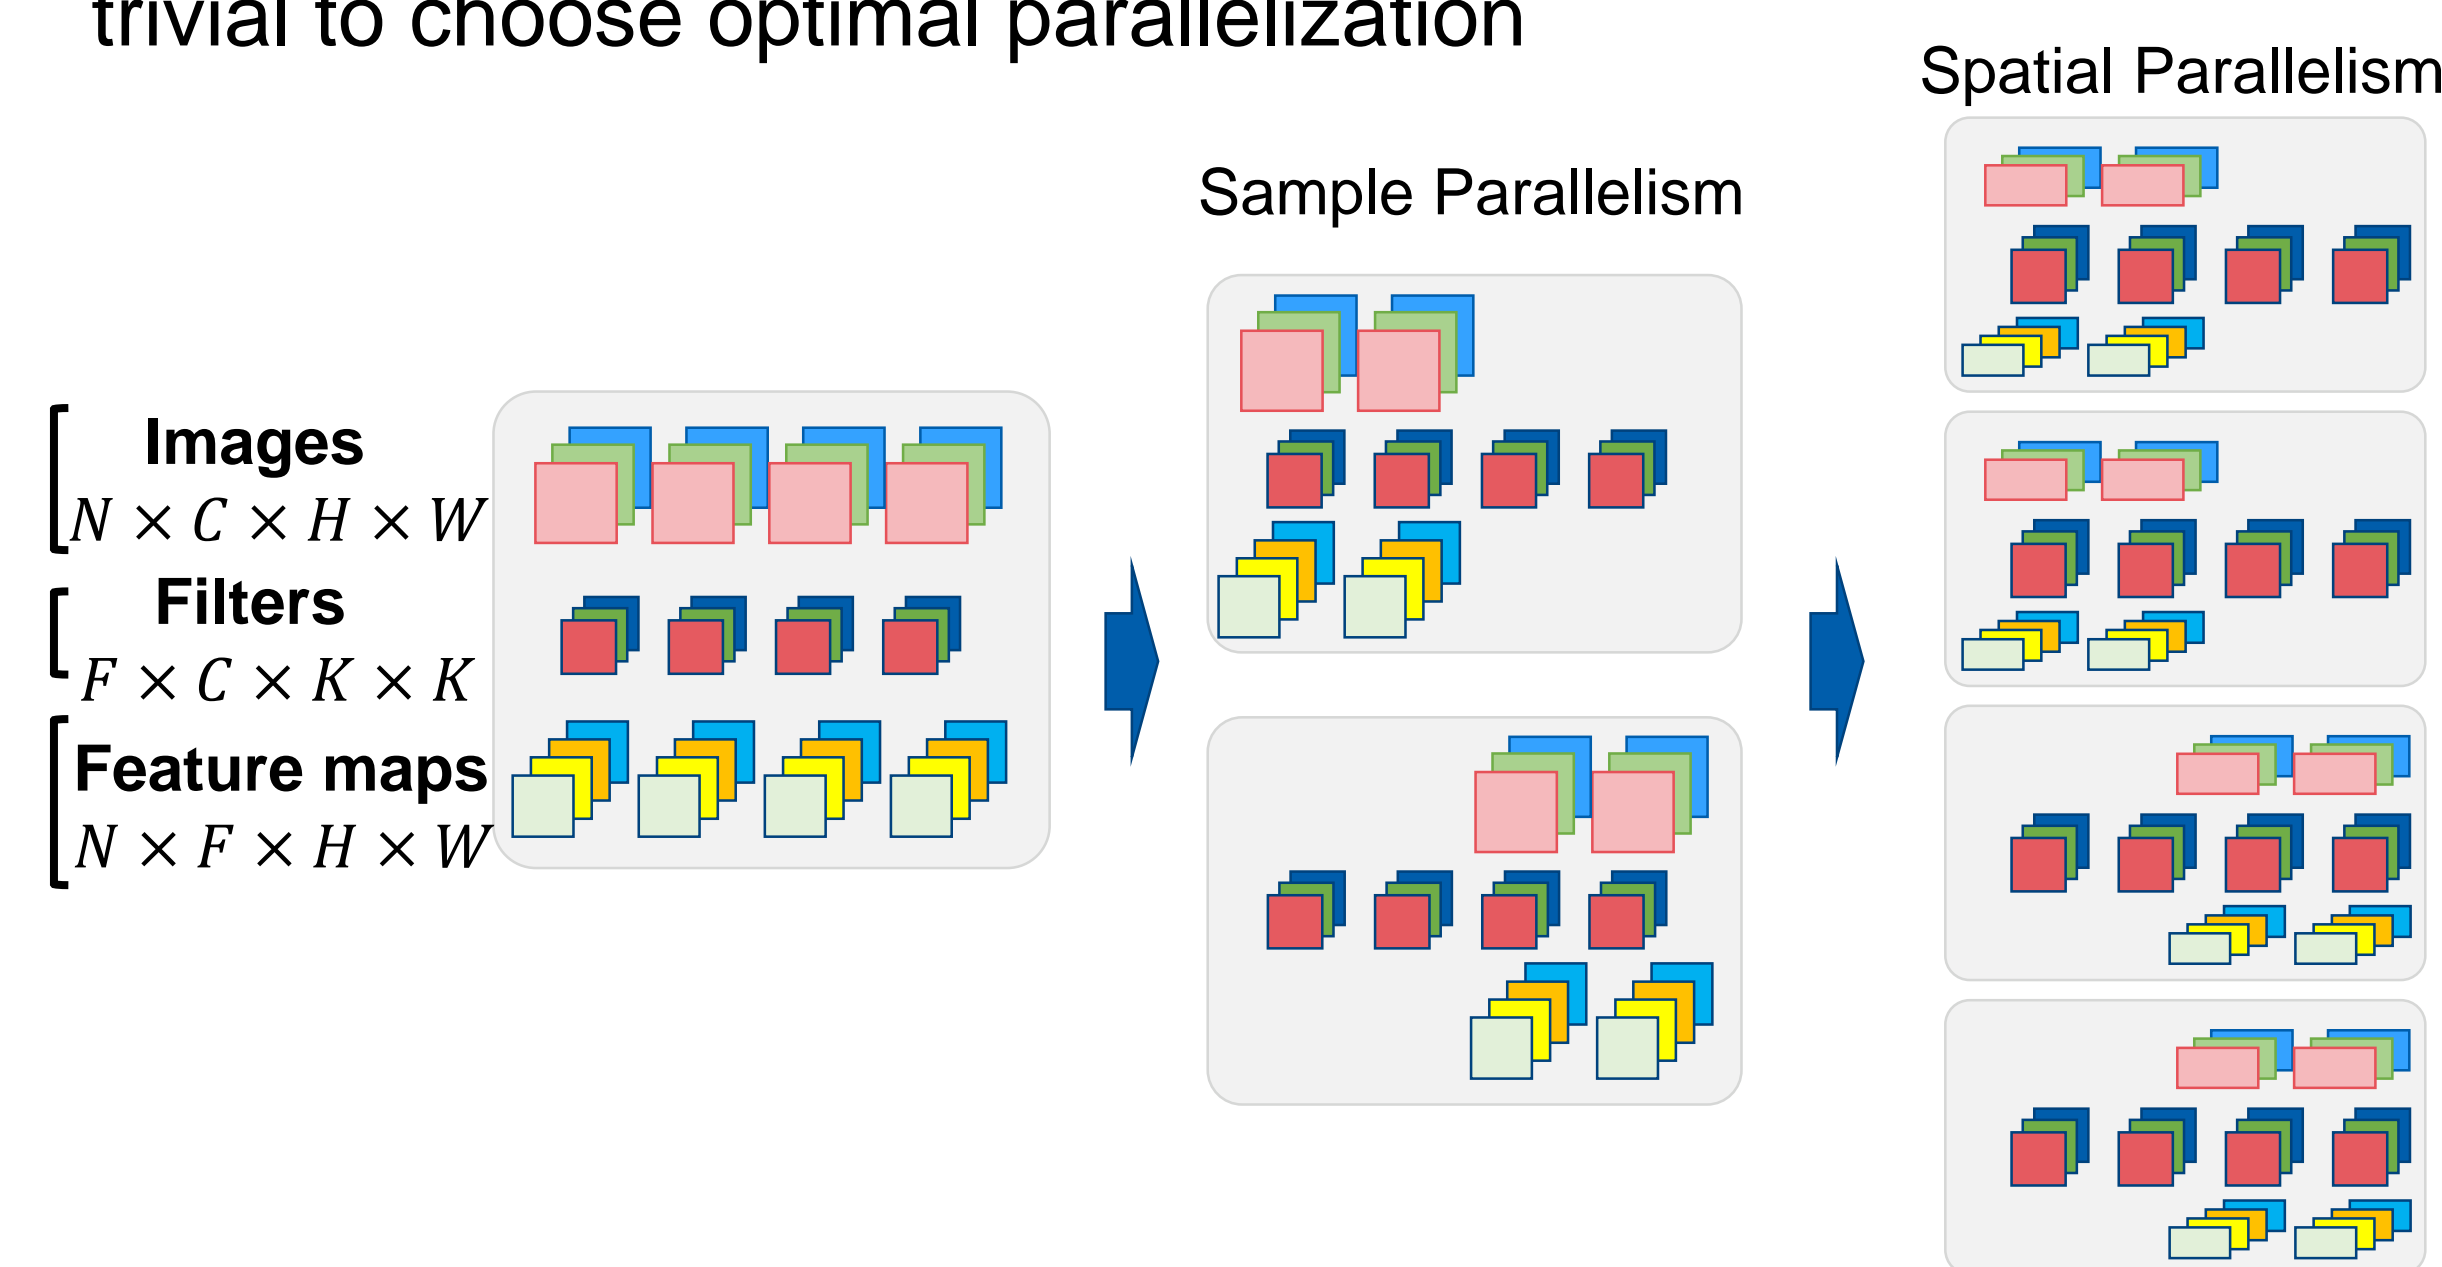 trivial to choose optimal parallelization
Spatial Parallelism
Sample Parallelism
Images
N × C × H × W
Filters
F × C × K × K
Feature maps
N × F × H × W